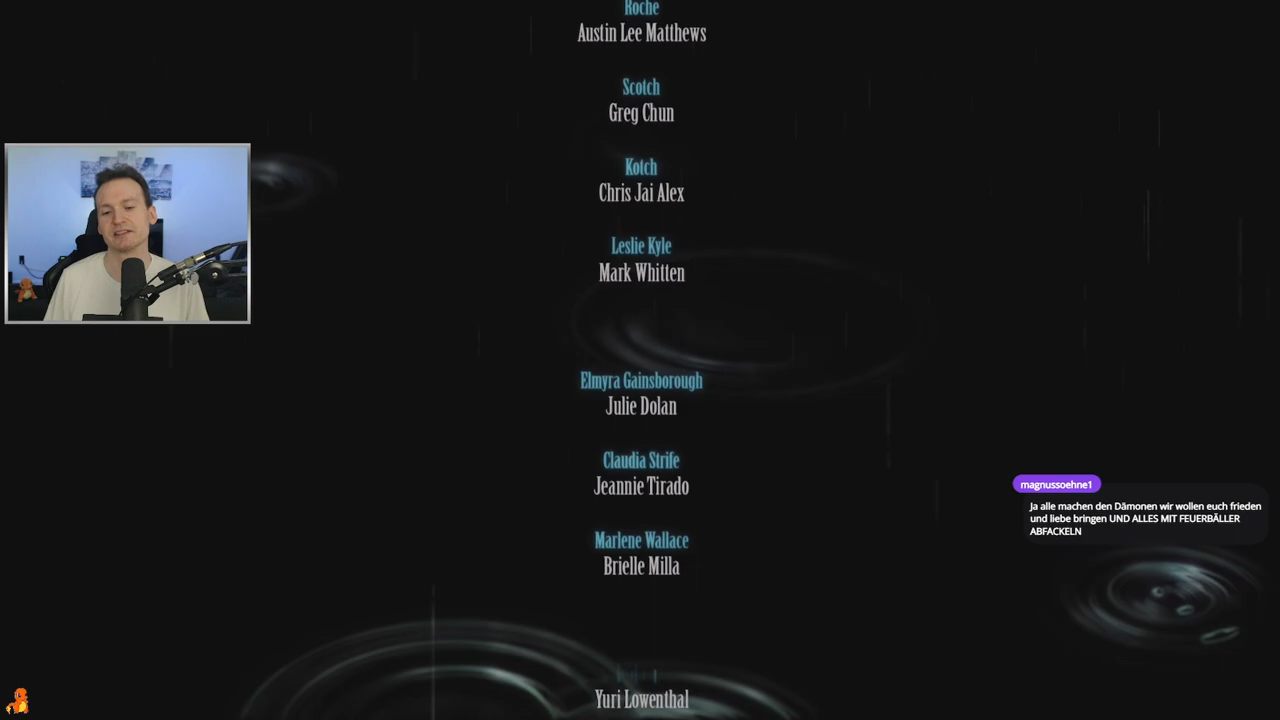 Roche
Austin Lee Matthews
Scotch
Greg Chun
Kotch
Chris Jai Alex
Leslie Kyle
Mark Whitten
Elmyra Gainsborough
Julie Dolan
Claudia Strife
Jeannie Tirado
Marlene Wallace
Brielle Milla
Yuri Lowenthal
magnussoehne1
Ja alle machen den Dämonen wir wollen euch frieden
und liebe bringen UND ALLES MIT FEUERBÄLLER
ABFACKELN